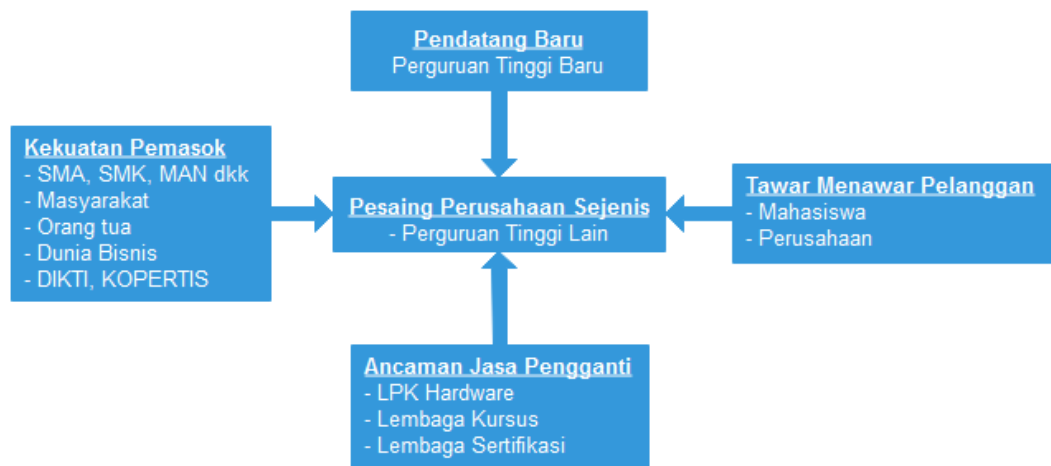 Pendatang Baru
Perguruan Tinggi Baru
Kekuatan Pemasok
- SMA, SMK, MAN dkk
- Masyarakat
- Orang tua
- Dunia Bisnis
- DIKTI, KOPERTIS
Pesaing Perusahaan Sejenis
- Perguruan Tinggi Lain
Tawar Menawar Pelanggan
- Mahasiswa
- Perusahaan
Ancaman Jasa Pengganti
- LPK Hardware
- Lembaga Kursus
- Lembaga Sertifikasi